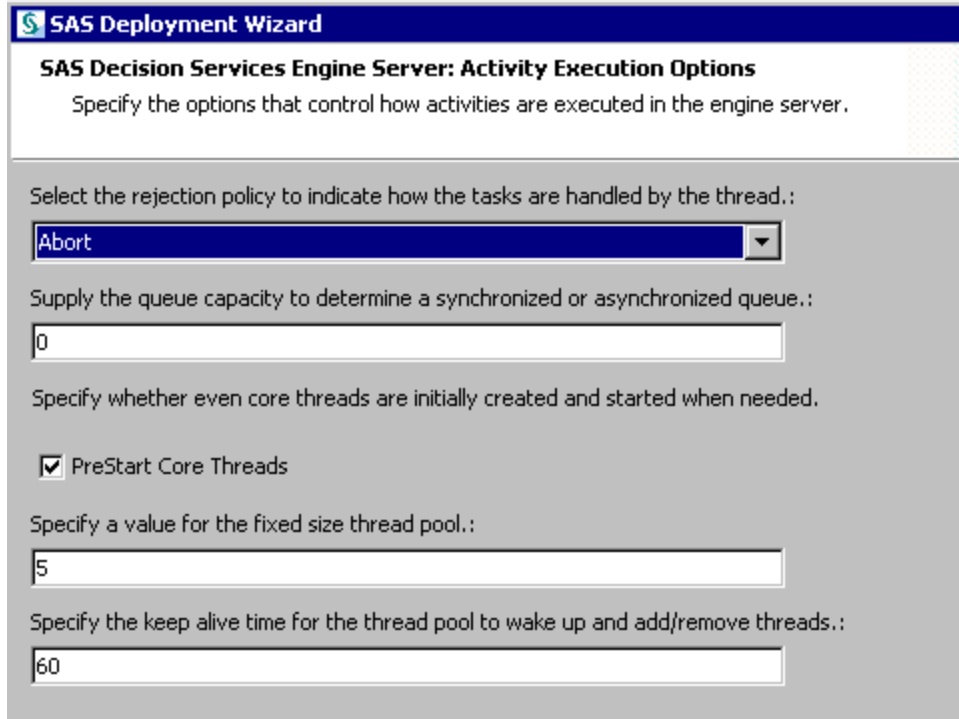 SAS Deployment Wizard
SAS Decision Services Engine Server: Activity Execution Options
Specify the options that control how activities are executed in the engine server.
Select the rejection policy to indicate how the tasks are handled by the thread.:
Abort
Supply the queue capacity to determine a synchronized or asynchronized queue.:
0
Specify whether even core threads are initially created and started when needed.
PreStart Core Threads
Specify a value for the fixed size thread pool.:
5
Specify the keep alive time for the thread pool to wake up and add/remove threads.:
60